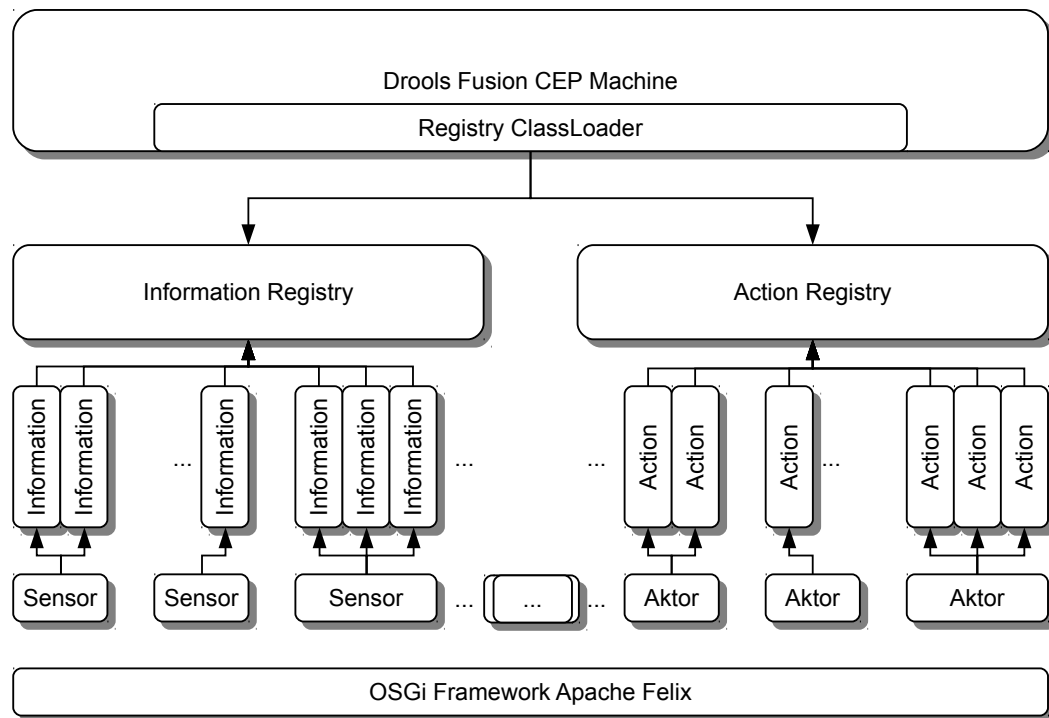 Drools Fusion CEP Machine
Registry ClassLoader
Information Registry
Action Registry
Information
Information
...
Information
Information
Information
Information
...
...
Action
Action
Action
...
Action
Action
Action
Sensor
Sensor
Sensor
...
...
...
Aktor
Aktor
Aktor
OSGi Framework Apache Felix